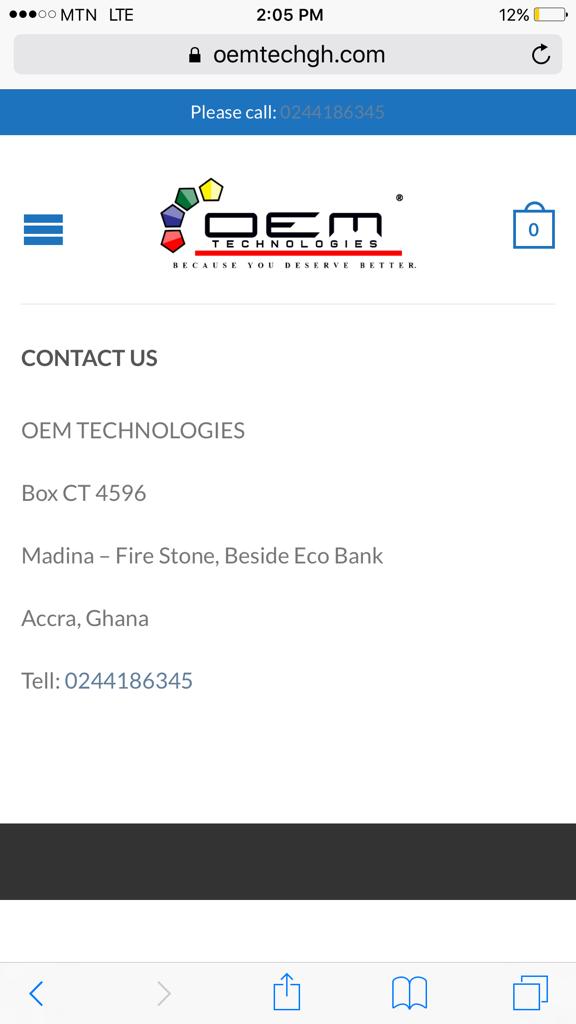 MTN LTE 2:05 PM 12%
oemtechgh.com
Please call: 0244186345
OEM ®
TECHNOLOGIES
BECAUSE YOU DESERVE BETTER.
0
CONTACT US
OEM TECHNOLOGIES
Box CT 4596
Madina – Fire Stone, Beside Eco Bank
Accra, Ghana
Tell: 0244186345